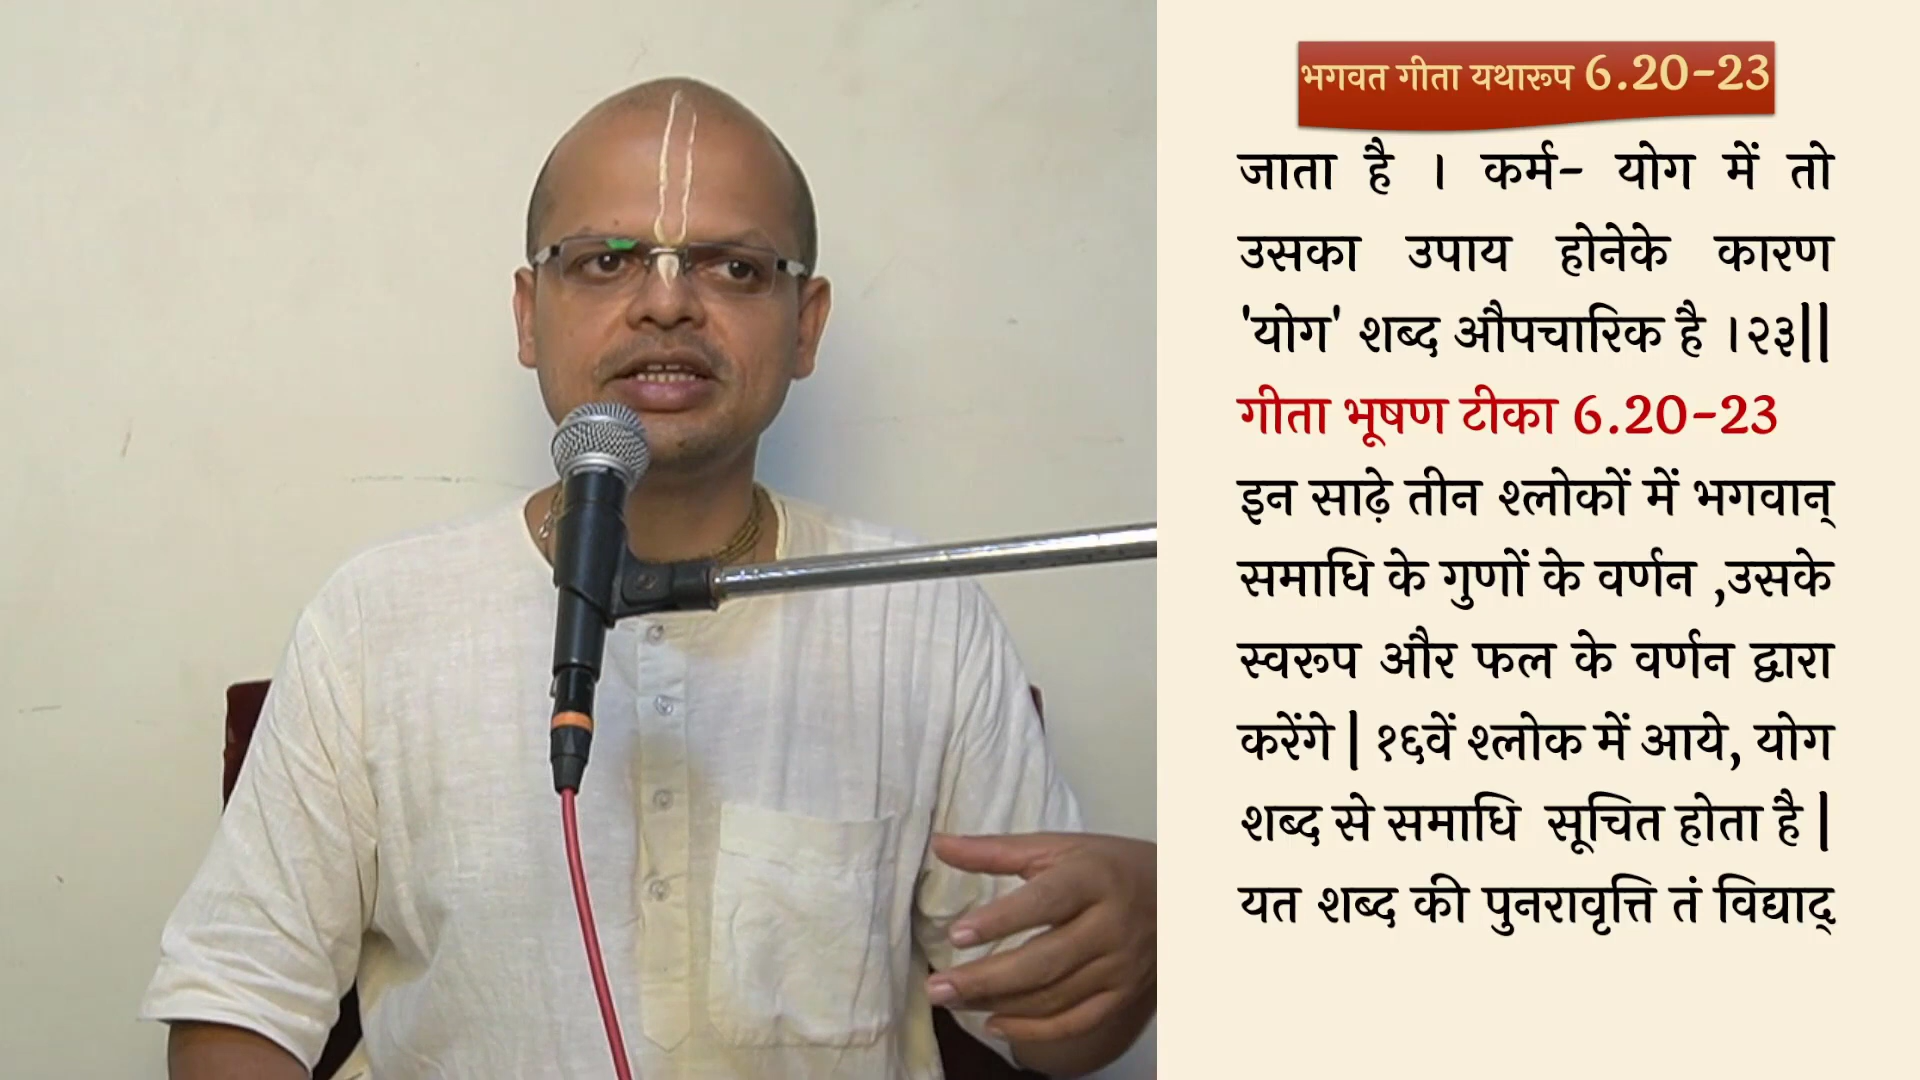 भगवत गीता यथारूप 6.20-23
जाता है । कर्म- योग में तो
उसका उपाय होनेके कारण
'योग' शब्द औपचारिक है ।२३||
गीता भूषण टीका 6.20-23
इन साढ़े तीन श्लोकों में भगवान्
समाधि के गुणों के वर्णन ,उसके
स्वरूप और फल के वर्णन द्वारा
करेंगे | १६वें श्लोक में आये, योग
शब्द से समाधि  सूचित होता है |
यत शब्द की पुनरावृत्ति तं विद्याद्